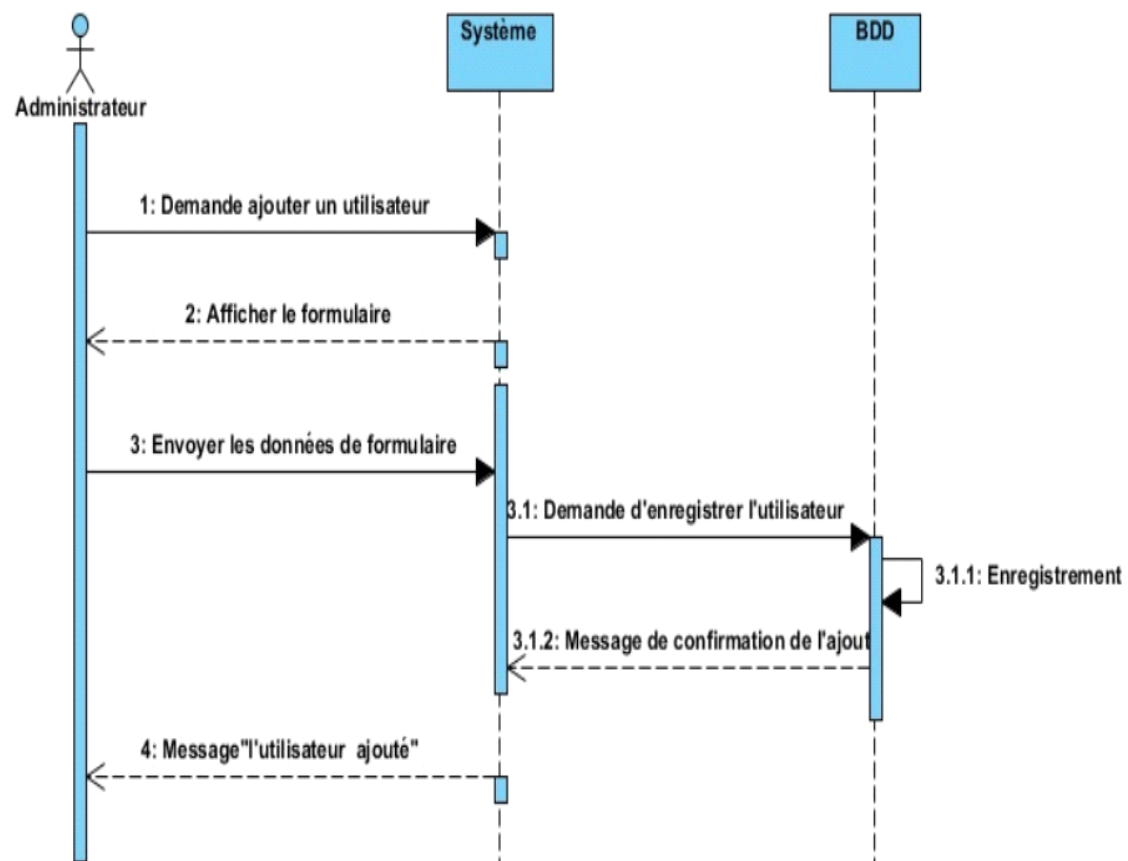 Système
BDD
Administrateur
1: Demande ajouter un utilisateur
2: Afficher le formulaire
3: Envoyer les données de formulaire
3.1: Demande d'enregistrer l'utilisateur
3.1.1: Enregistrement
3.1.2: Message de confirmation de l'ajout
4: Message"l'utilisateur ajouté"